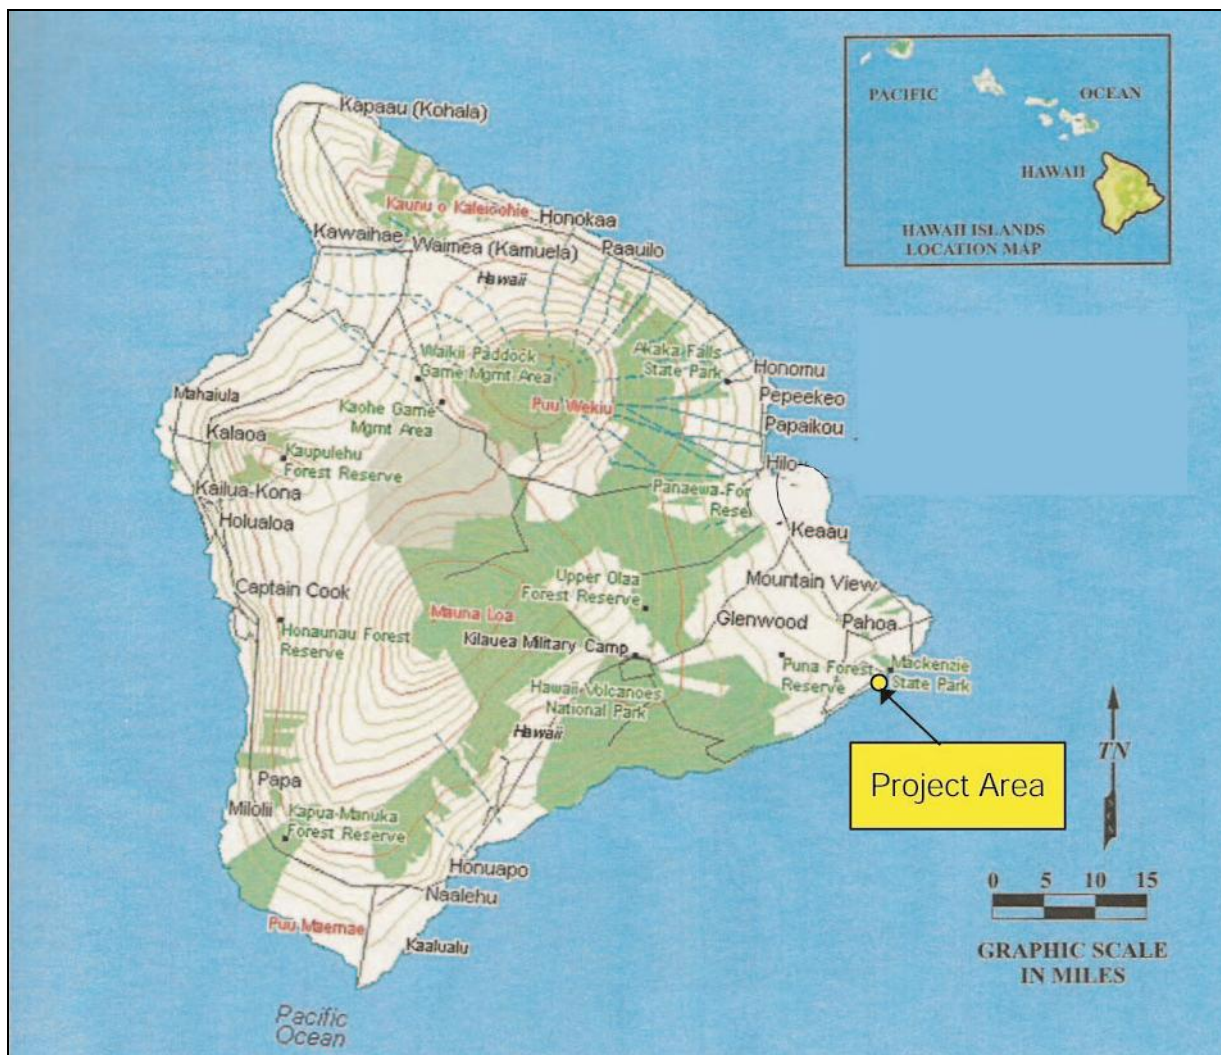 Kapaau (Kohala)
PACIFIC
OCEAN
HAWAII
HAWAII ISLANDS
LOCATION MAP
Kaunu o Kaleioohie
Honokaa
Kawaihae
Waimea (Kamuela)
Paauilo
Hawaii
Waikii Paddock
Game Mgmt Area
Akaka Falls
State Park
Honomu
Mahaiula
Puu Wekiu
Pepeekeo
Kaohe Game
Mgmt Area
Papaikou
Kalaoa
Kaupulehu
Forest Reserve
Hilo
Kailua-Kona
Panaewa-For
Rese
Holualoa
Keaau
Captain Cook
Upper Olaa
Forest Reserve
Mountain View
Mauna Loa
Glenwood
Pahoa
Honaunau Forest
Reserve
Kilauea Military Camp
Puna Forest
Reserve
Mackenzie
State Park
Hawaii Volcanoes
National Park
Hawaii
TN
Project Area
Papa
Milolii
Kapua-Manuka
Forest Reserve
Honuapo
Naalehu
0 5 10 15
Puu Maemae
Kaalualu
GRAPHIC SCALE
IN MILES
Pacific
Ocean